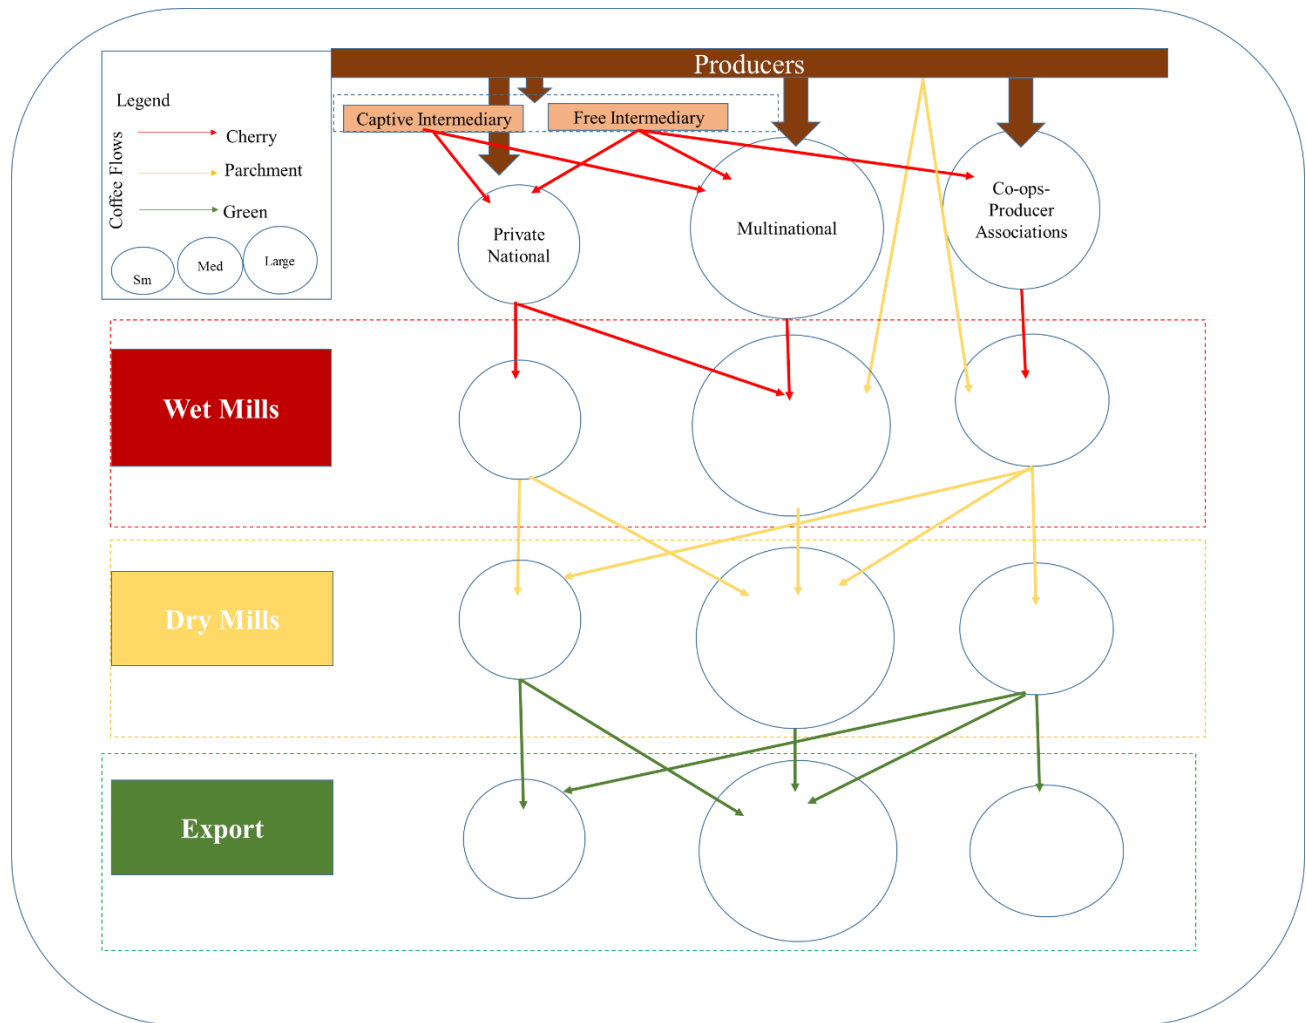 Producers
Legend
Coffee Flows
Cherry
Parchment
Green
Sm
Med
Large
Captive Intermediary
Free Intermediary
Private
National
Multinational
Co-ops-
Producer
Associations
Wet Mills
Dry Mills
Export